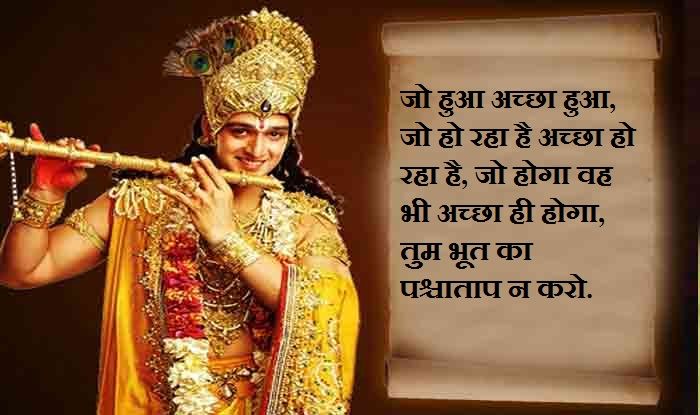 जो हुआ अच्छा हुआ,
जो हो रहा है अच्छा हो
रहा है, जो होगा वह
भी अच्छा ही होगा,
तुम भूत का
पश्चाताप न करो.